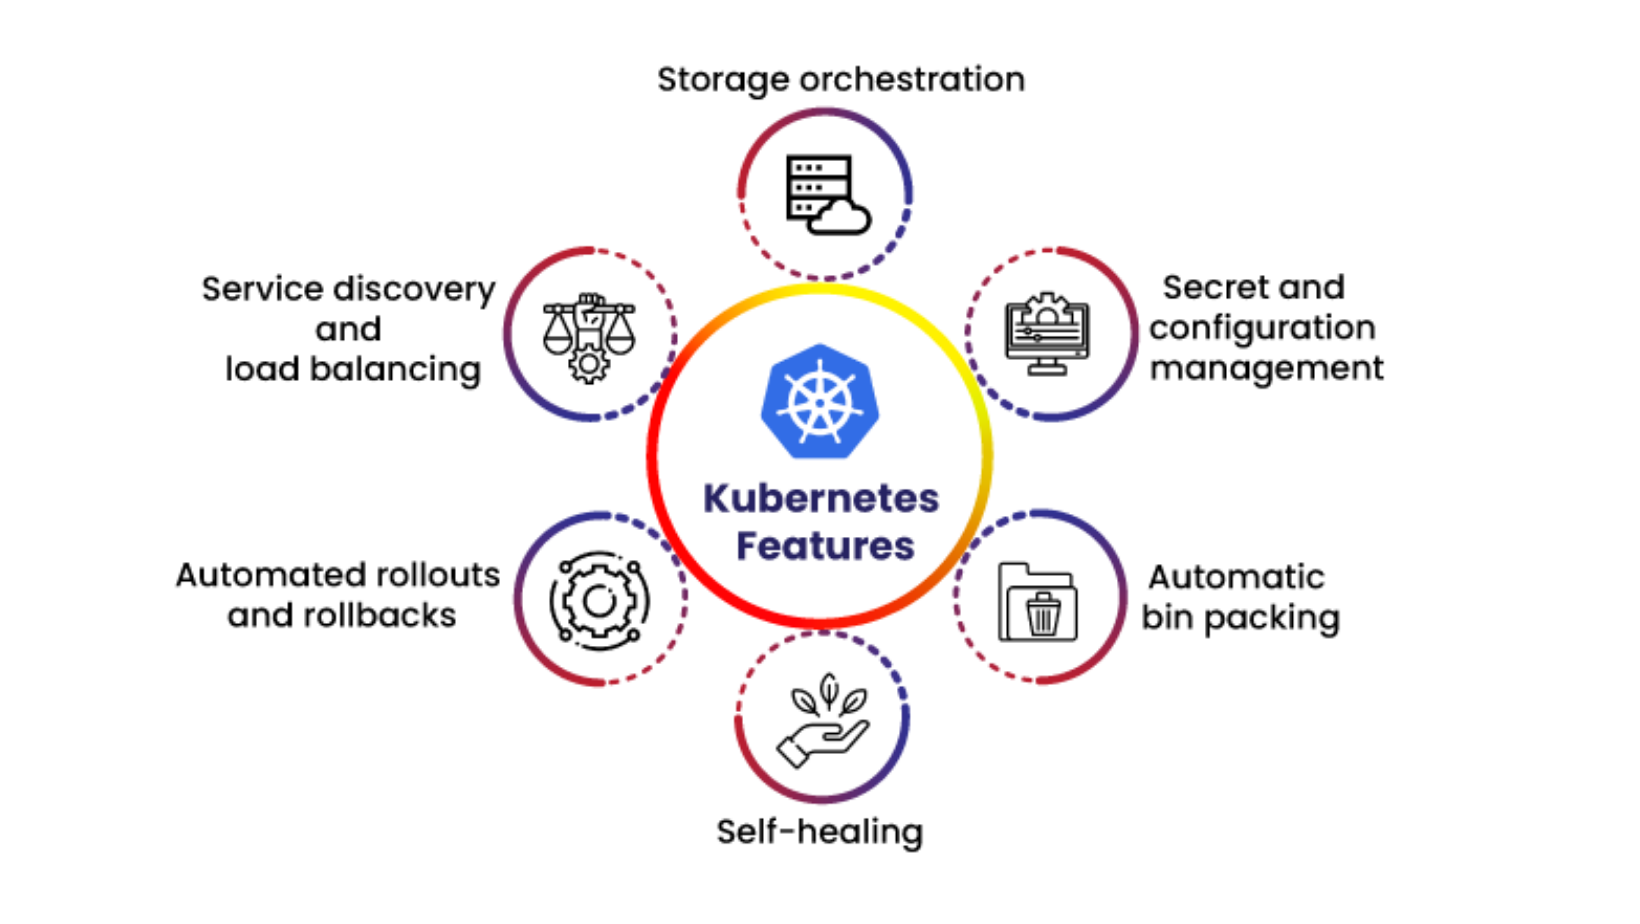 Storage orchestration
Service discovery
and
load balancing
Secret and
configuration
management
Kubernetes
Features
Automated rollouts
and rollbacks
Automatic
bin packing
Self-healing